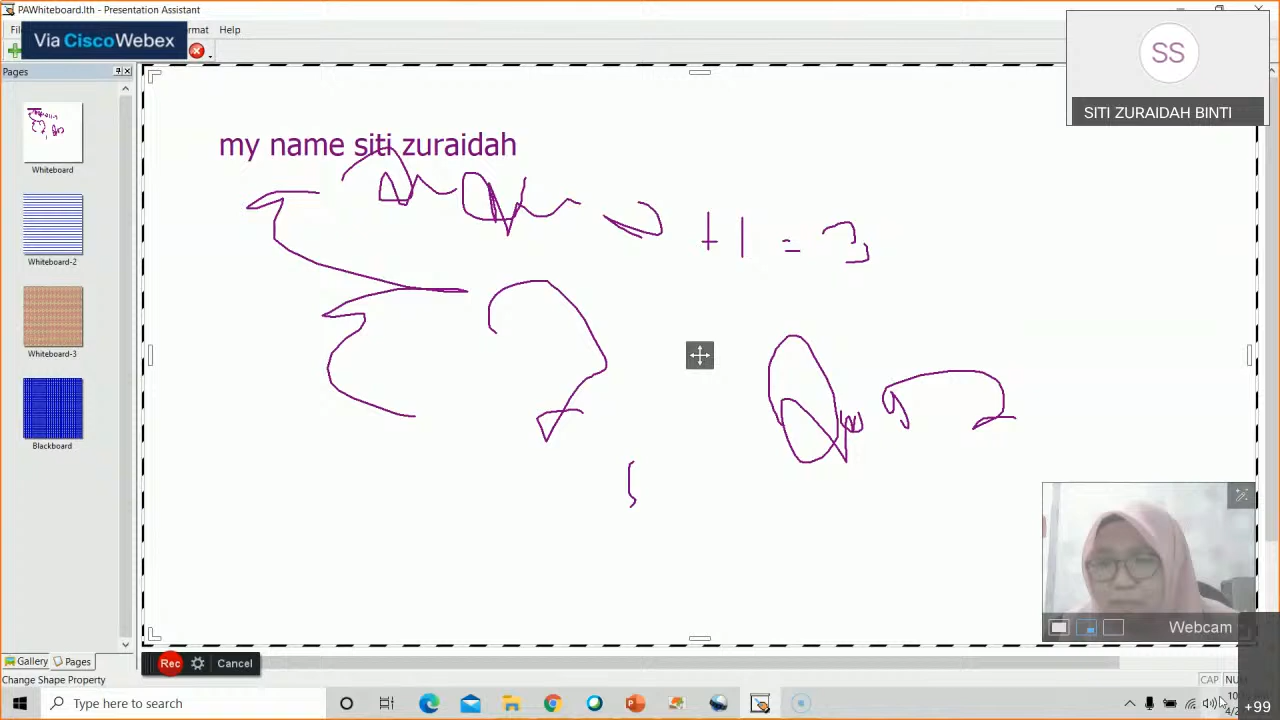 PAWhiteboard.lth - Presentation Assistant
Help
Via Cisco Webex
Pages
SS
SITI ZURAIDAH BINTI
my name siti zuraidah
+1 = 3
Whiteboard
Whiteboard-2
Whiteboard-3
Blackboard
Webcam
Gallery Pages
Rec Cancel
Change Shape Property
CAP
Type here to search
+99